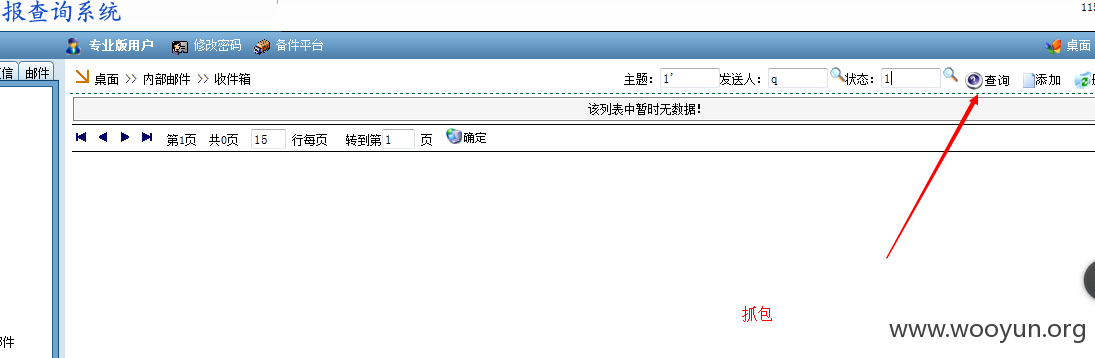 报查询系统
115
专业版用户 修改密码 备件平台 桌面
信 邮件
桌面 >> 内部邮件 >> 收件箱 主题: 1' 发送人: q 状态: 1 查询 添加
该列表中暂时无数据!
第1页 共0页 15 行每页 转到第 1 页 确定
抓包
www.wooyun.org
邮件